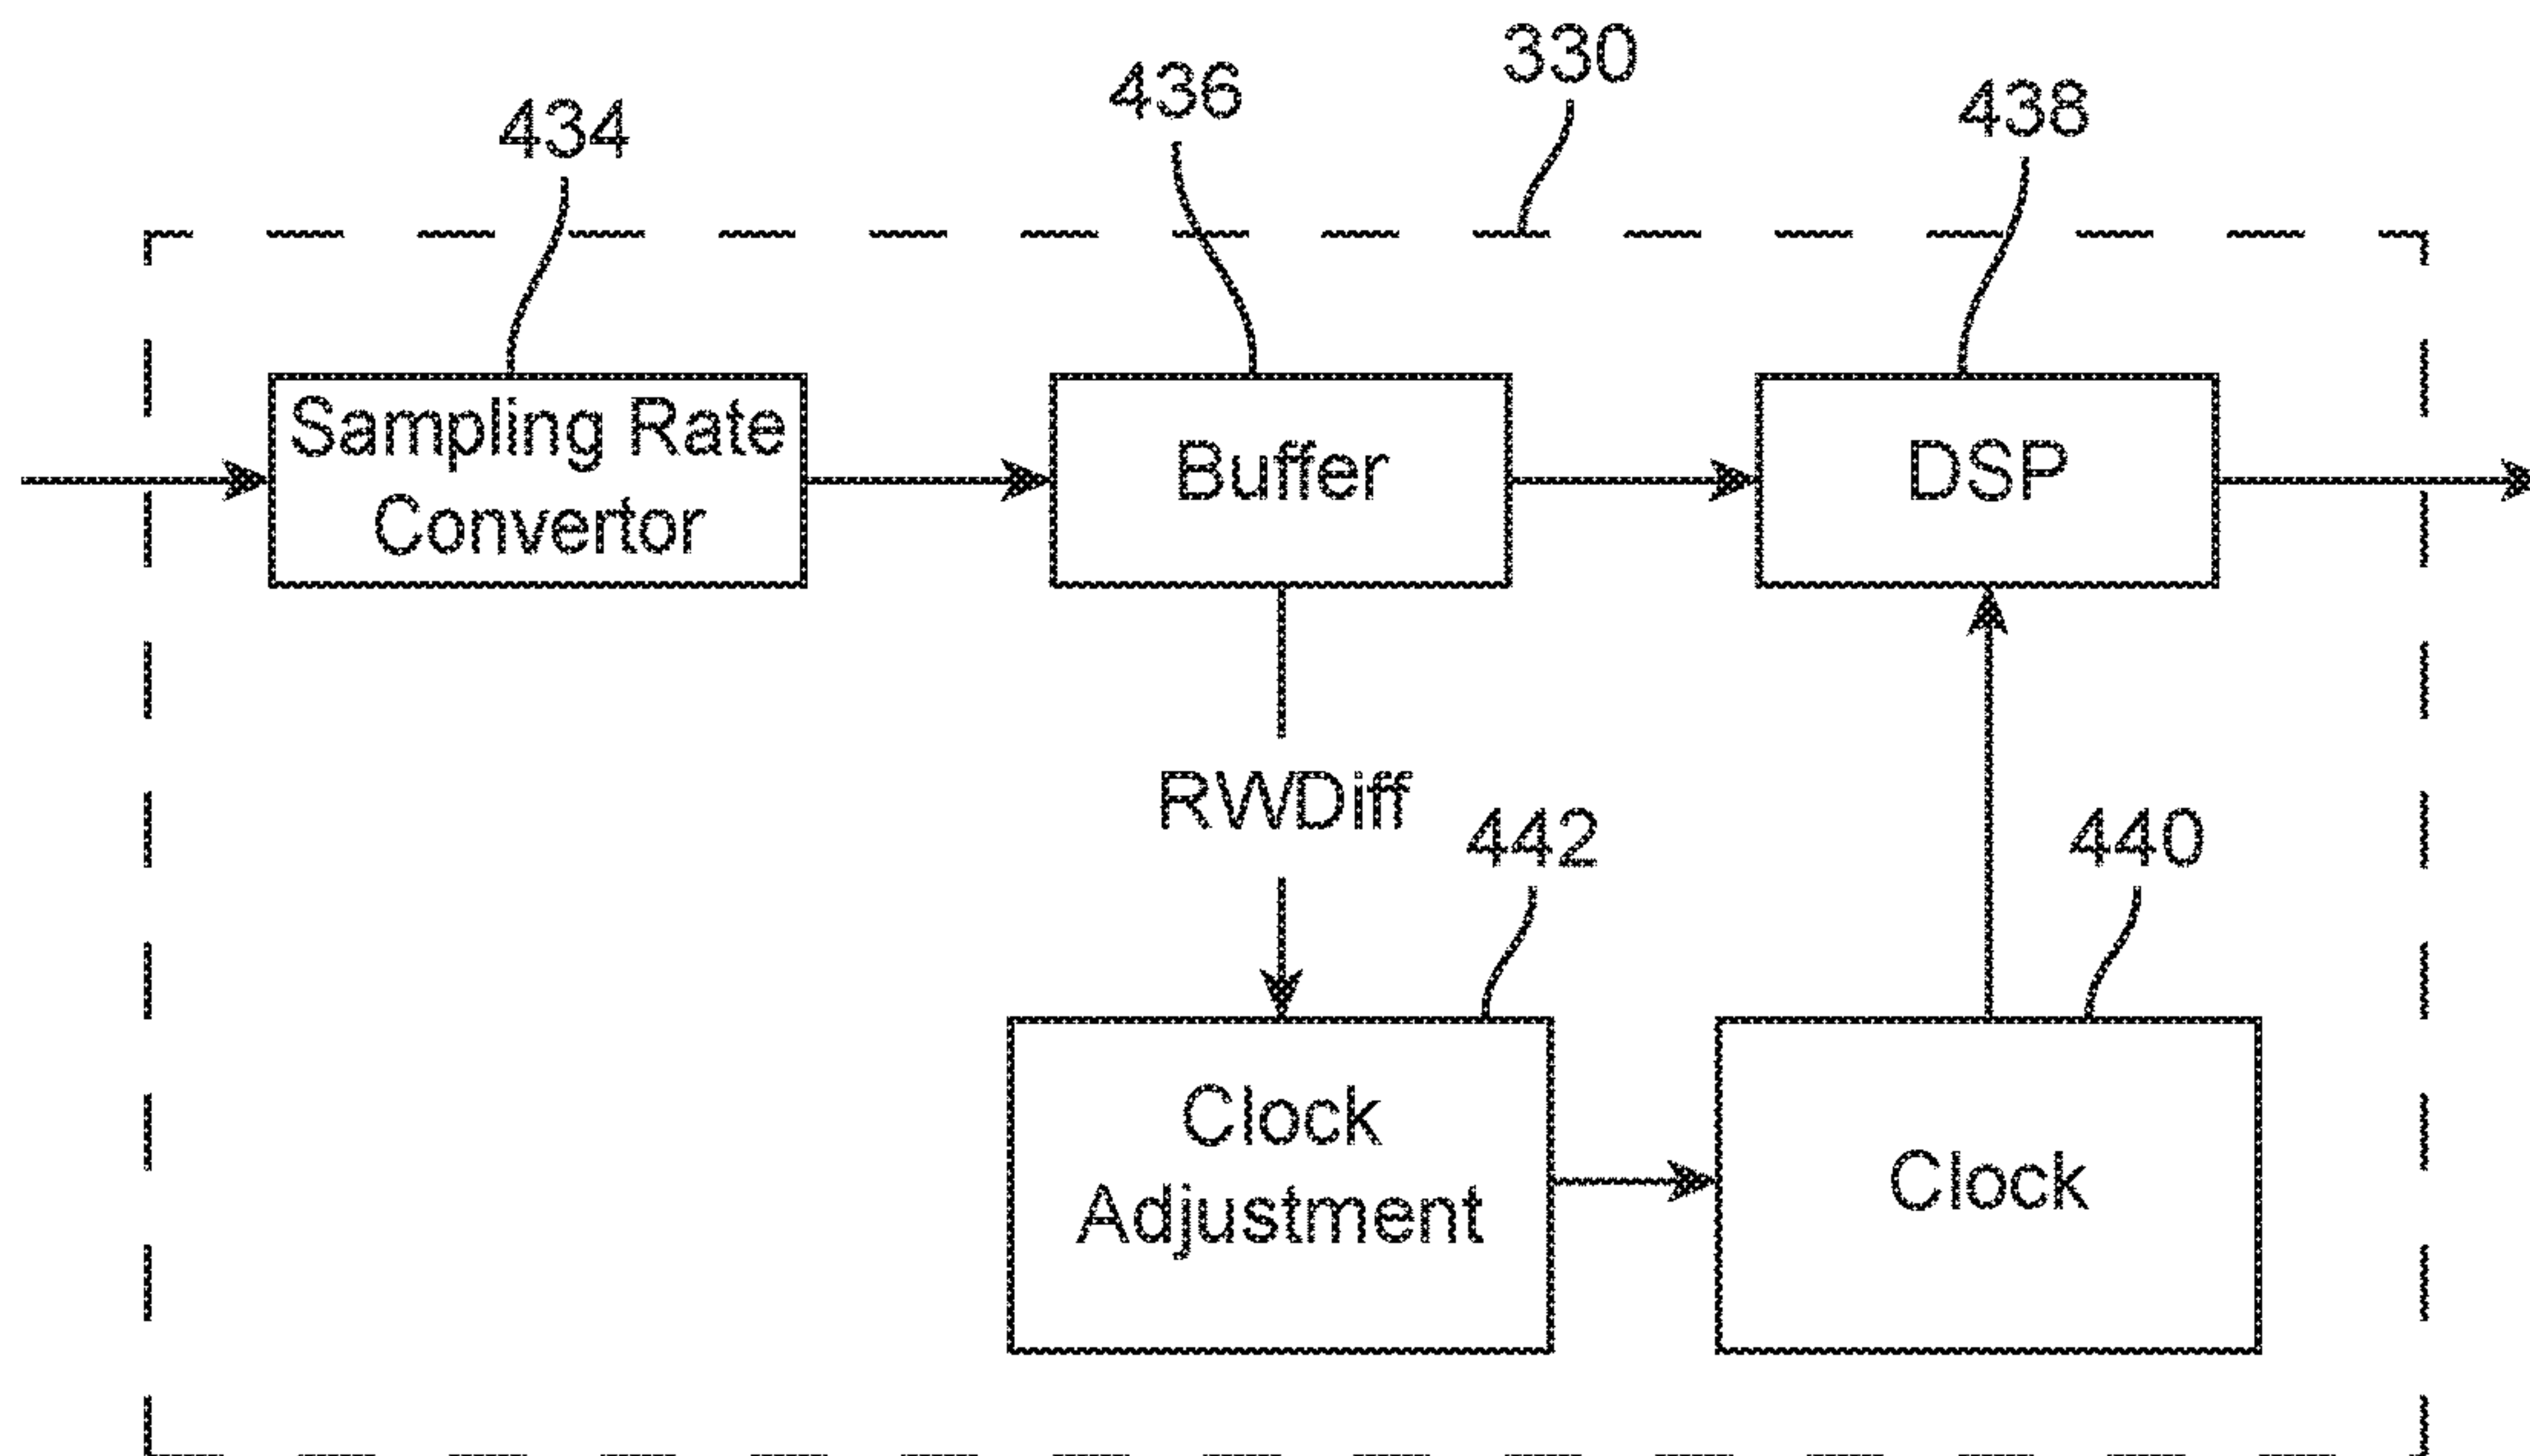 330
436
438
434
Sampling Rate
Convertor
Buffer
DSP
RWDiff
442
440
Clock
Adjustment
Clock